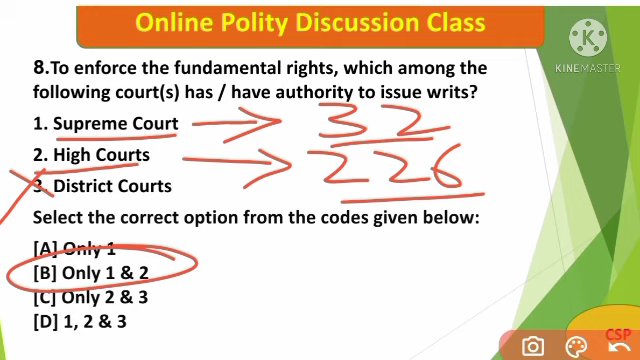 Online Polity Discussion Class
KINEMASTER
8.To enforce the fundamental rights, which among the
following court(s) has / have authority to issue writs?
1. Supreme Court 32
2. High Courts 226
3. District Courts
Select the correct option from the codes given below:
[A] Only 1
[B] Only 1 & 2
[C] Only 2 & 3
[D] 1, 2 & 3
CSP